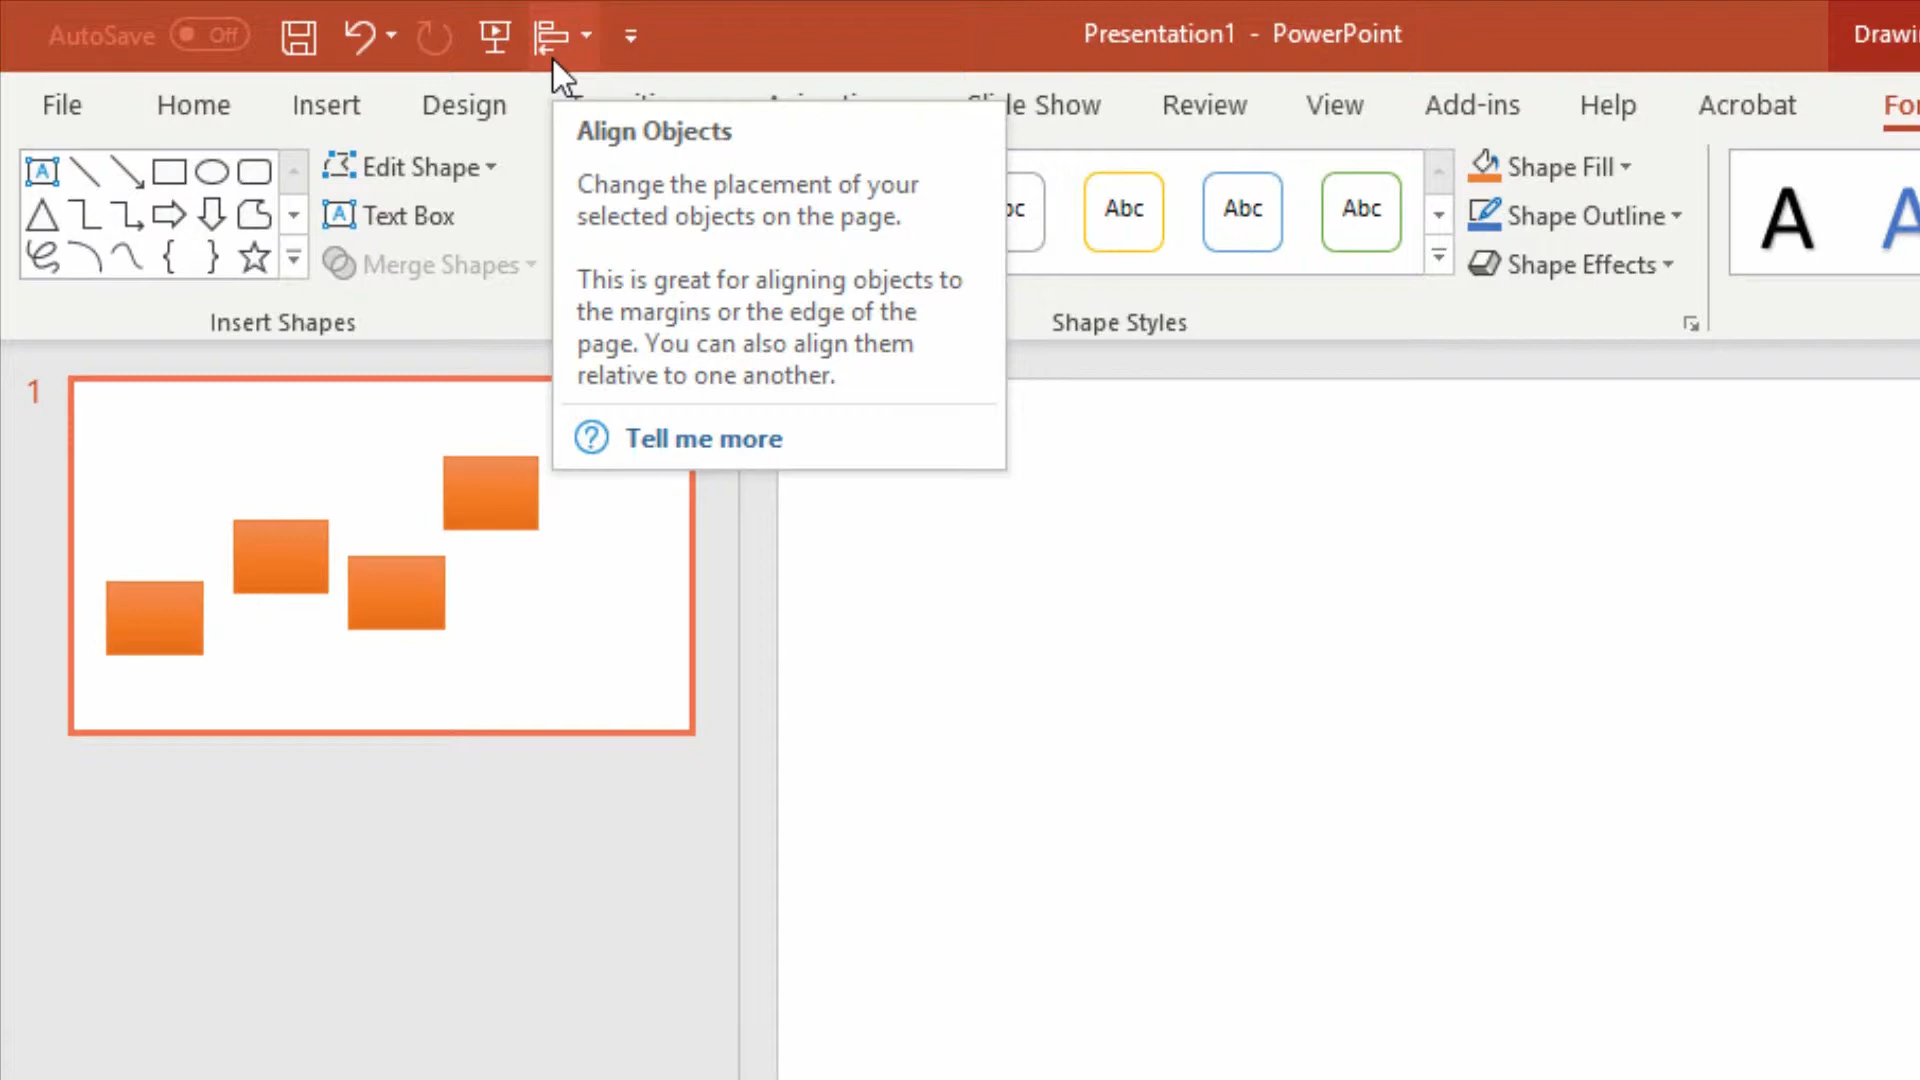 AutoSave Off
Presentation1 - PowerPoint
Drawi
File Home Insert Design Slide Show Review View Add-ins Help Acrobat For
Align Objects
Change the placement of your
selected objects on the page.
This is great for aligning objects to
the margins or the edge of the
page. You can also align them
relative to one another.
Tell me more
Edit Shape
Text Box
Merge Shapes
Insert Shapes
bc Abc Abc Abc
Shape Styles
Shape Fill
Shape Outline
Shape Effects
A A
1